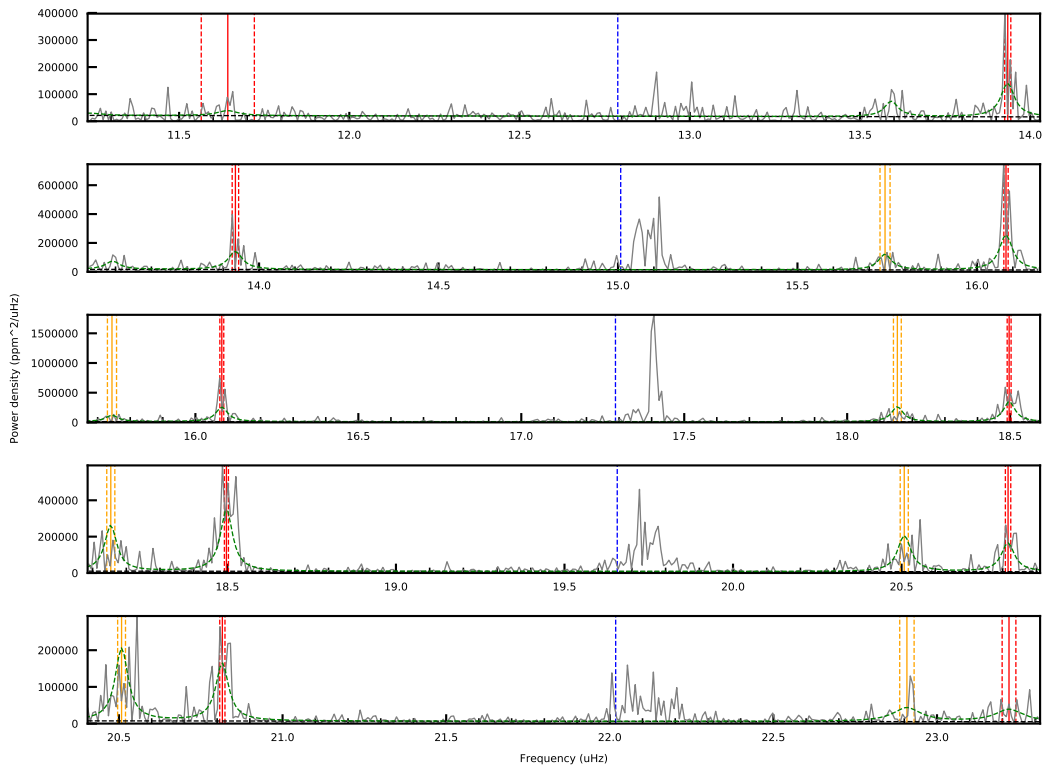 400000
300000
200000
100000
0
11.5 12.0 12.5 13.0 13.5 14.0
600000
400000
200000
0
14.0 14.5 15.0 15.5 16.0
1500000
1000000
500000
0
16.0 16.5 17.0 17.5 18.0 18.5
400000
200000
0
18.5 19.0 19.5 20.0 20.5
200000
100000
0
20.5 21.0 21.5 22.0 22.5 23.0
Power density (ppm^2/uHz)
Frequency (uHz)